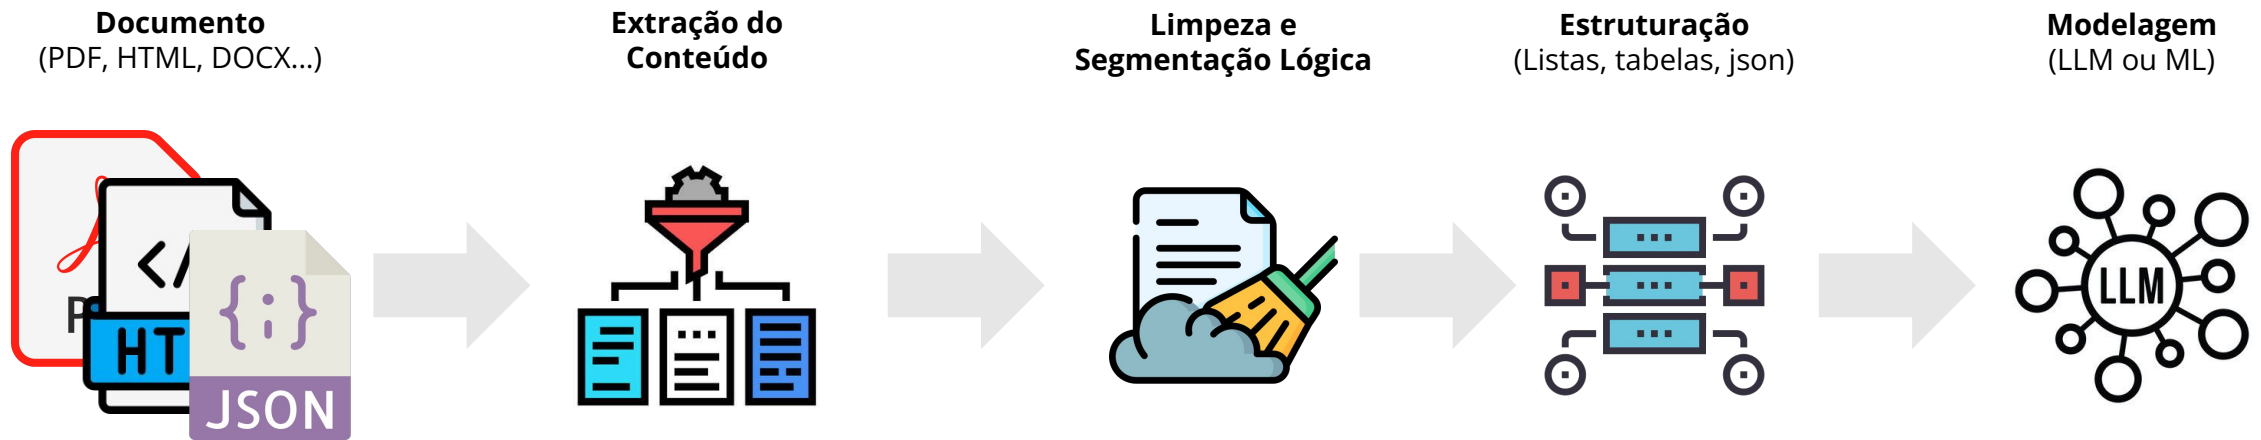 Documento
(PDF, HTML, DOCX...)
Extração do
Conteúdo
Limpeza e
Segmentação Lógica
Estruturação
(Listas, tabelas, json)
Modelagem
(LLM ou ML)
</>
P
HT
{;}
JSON
LLM